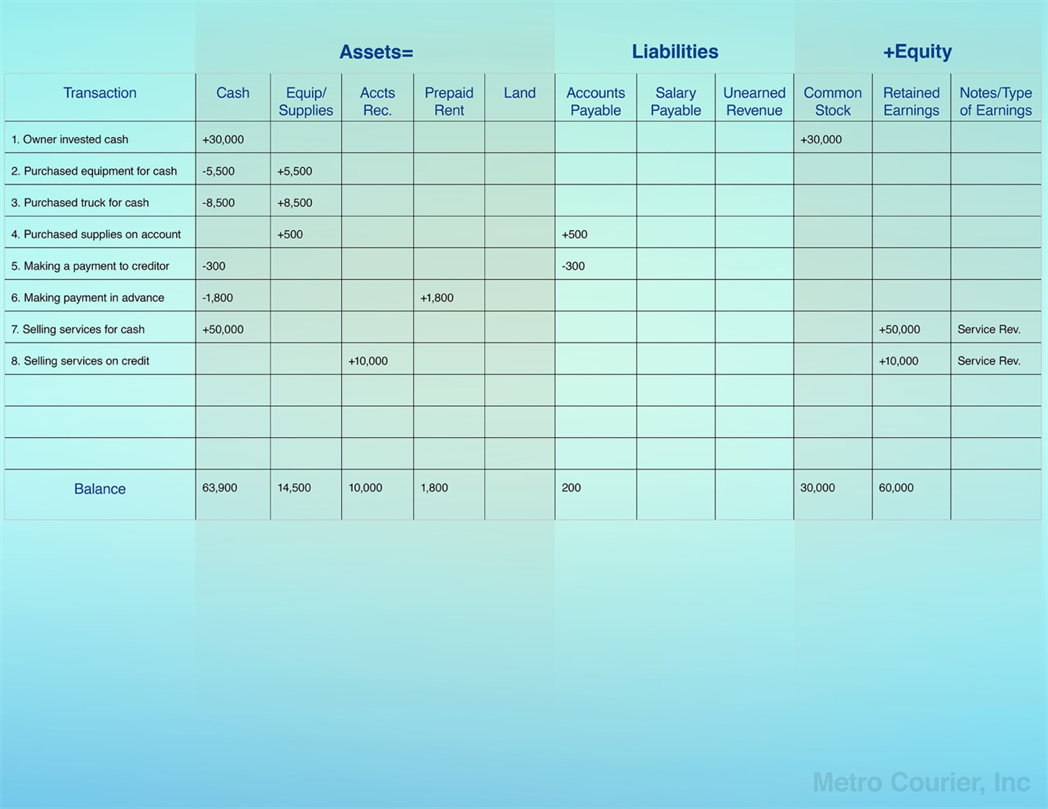 Assets= Liabilities +Equity
Transaction Cash Equip/ Accts Prepaid Land Accounts Salary Unearned Common Retained Notes/Type
Supplies Rec. Rent Payable Payable Revenue Stock Earnings of Earnings
1. Owner invested cash +30,000 +30,000
2. Purchased equipment for cash -5,500 +5,500
3. Purchased truck for cash -8,500 +8,500
4. Purchased supplies on account +500 +500
5. Making a payment to creditor -300 -300
6. Making payment in advance -1,800 +1,800
7. Selling services for cash +50,000 +50,000 Service Rev.
8. Selling services on credit +10,000 +10,000 Service Rev.
Balance 63,900 14,500 10,000 1,800 200 30,000 60,000
Metro Courier, Inc